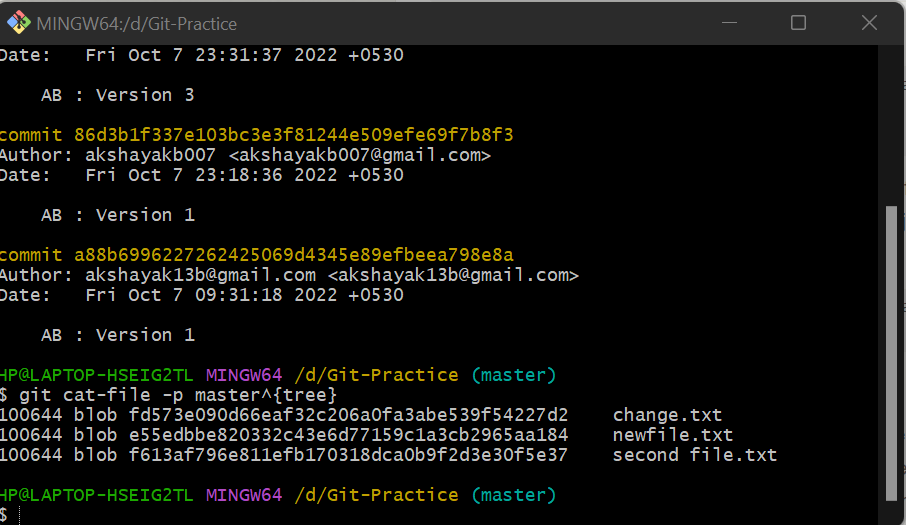 MINGW64:/d/Git-Practice
Date:   Fri Oct 7 23:31:37 2022 +0530
    AB : Version 3
commit 86d3b1f337e103bc3e3f81244e509efe69f7b8f3
Author: akshayakb007 <akshayakb007@gmail.com>
Date:   Fri Oct 7 23:18:36 2022 +0530
    AB : Version 1
commit a88b6996227262425069d4345e89efbeea798e8a
Author: akshayak13b@gmail.com <akshayak13b@gmail.com>
Date:   Fri Oct 7 09:31:18 2022 +0530
    AB : Version 1
HP@LAPTOP-HSEIG2TL MINGW64 /d/Git-Practice (master)
$ git cat-file -p master^{tree}
100644 blob fd573e090d66eaf32c206a0fa3abe539f54227d2    change.txt
100644 blob e55edbbe820332c43e6d77159c1a3cb2965aa184    newfile.txt
100644 blob f613af796e811efb170318dca0b9f2d3e30f5e37    second file.txt
HP@LAPTOP-HSEIG2TL MINGW64 /d/Git-Practice (master)
$